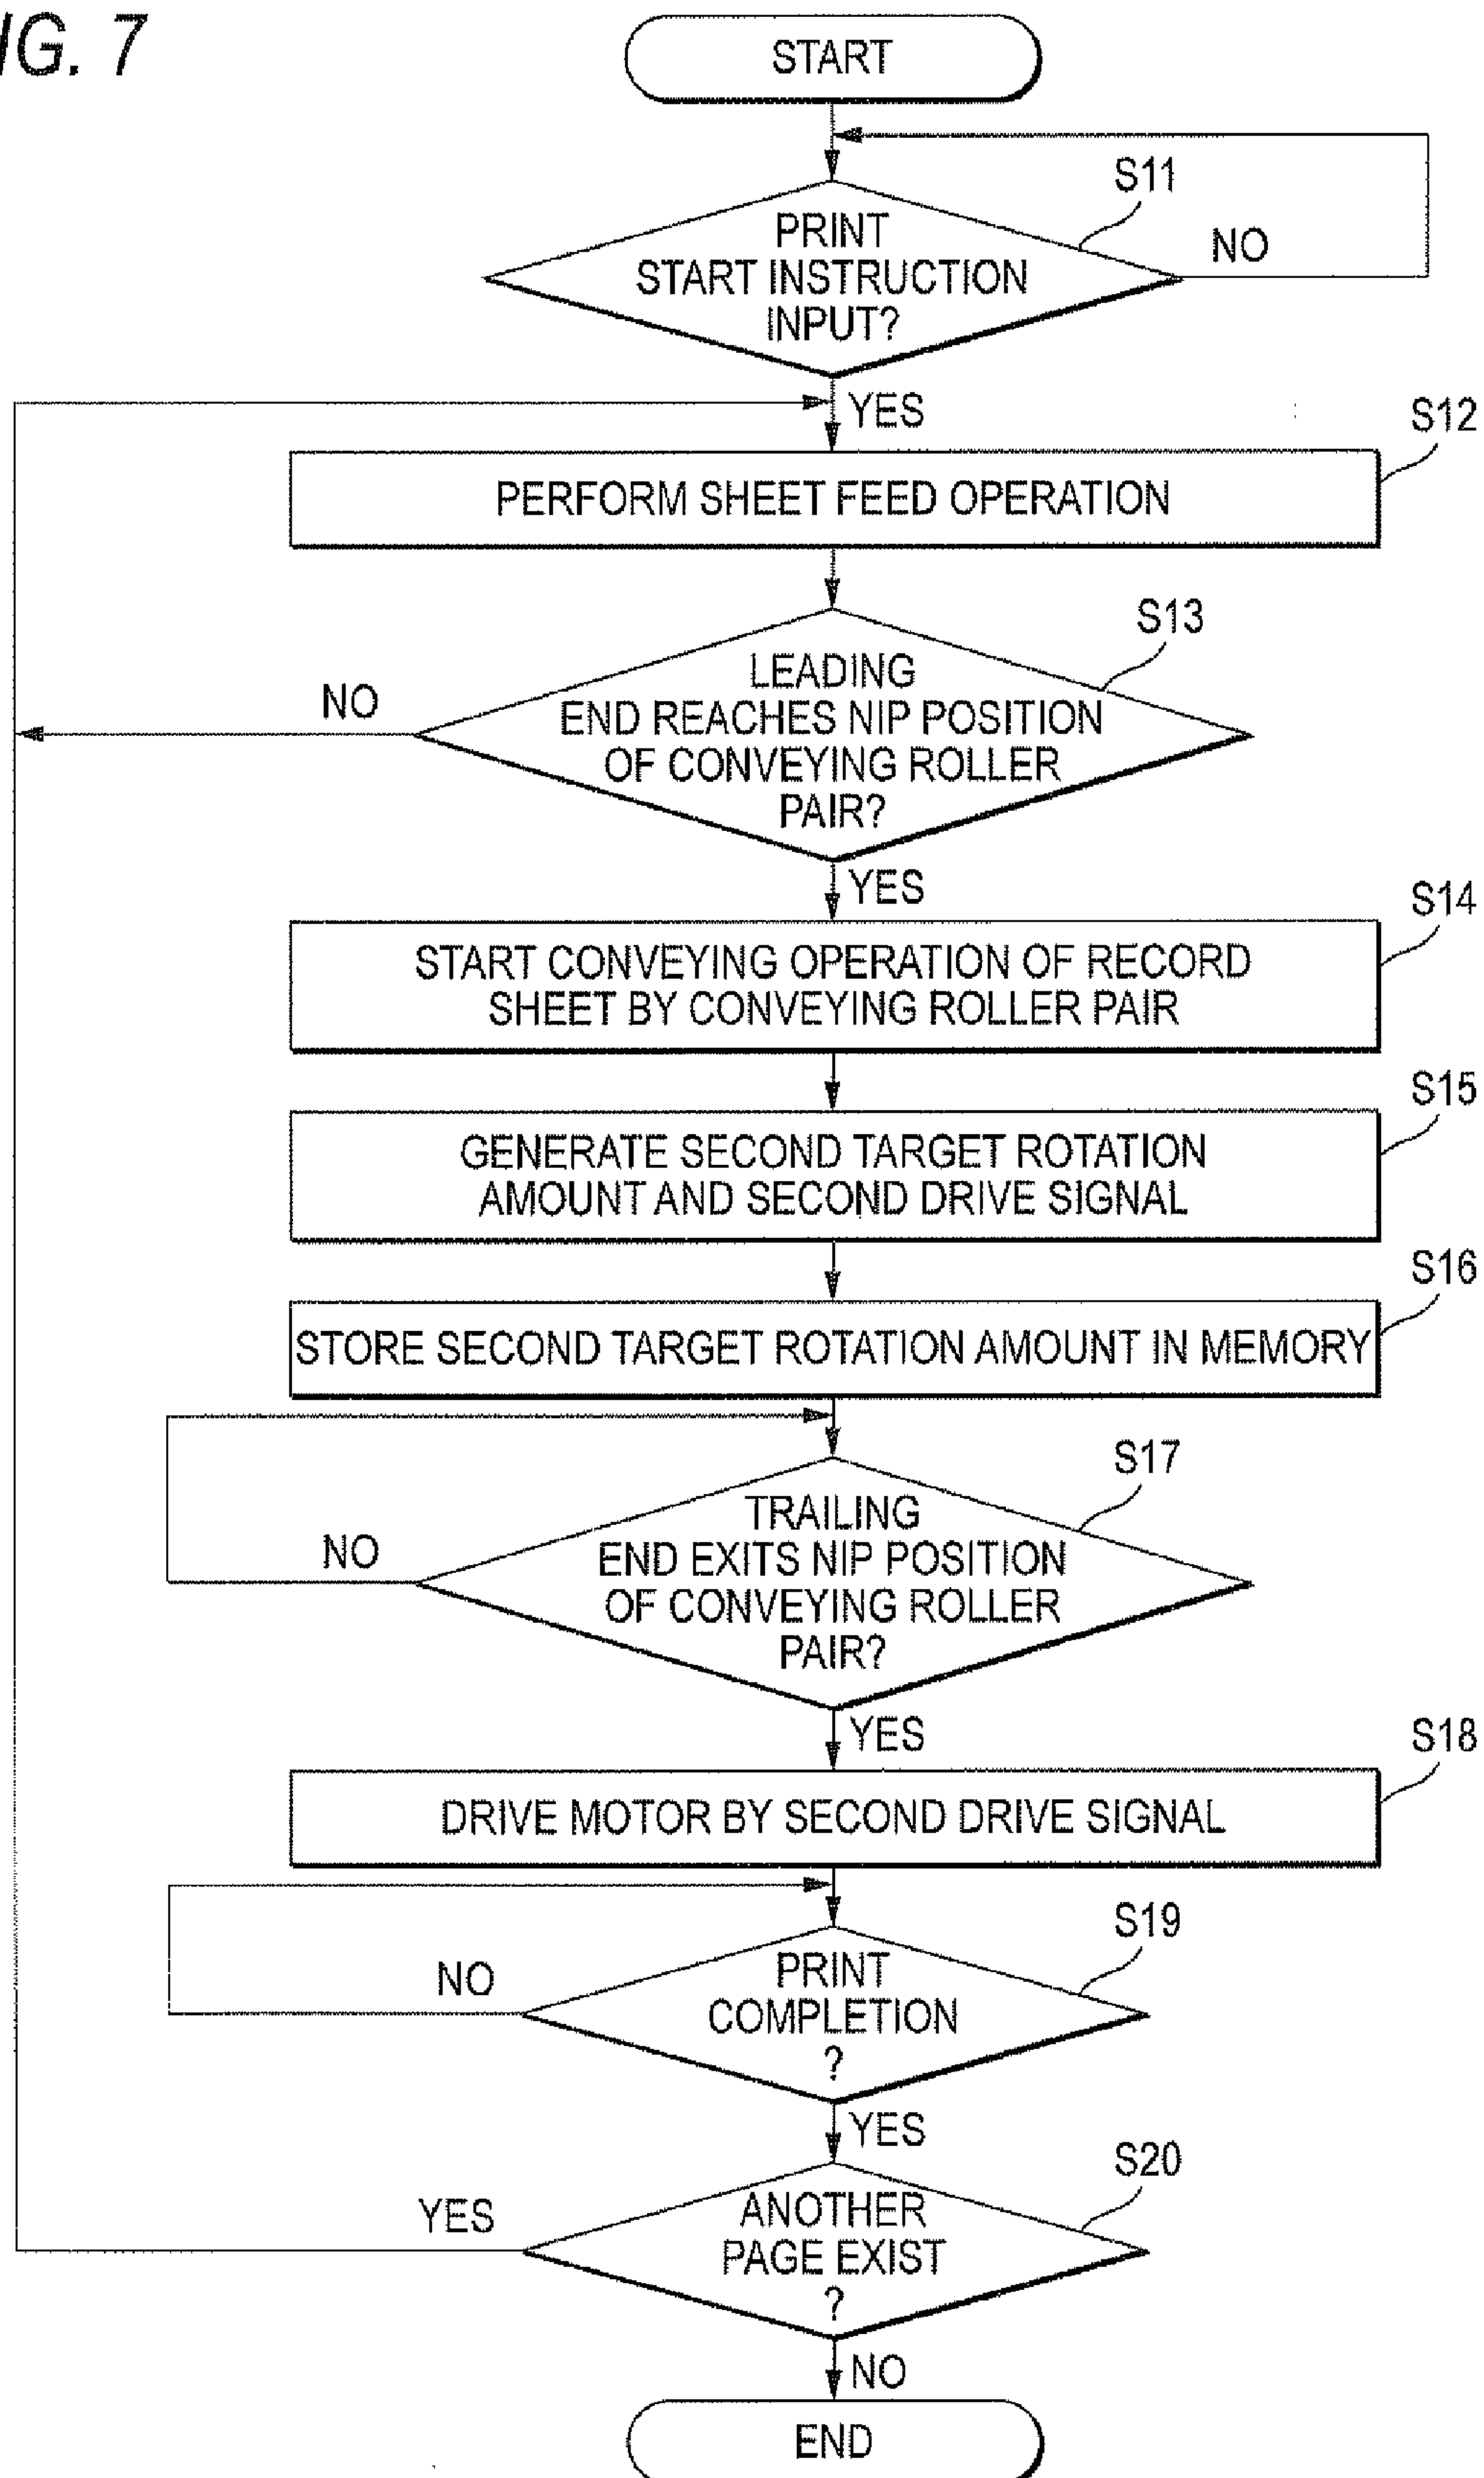 IG. 7
START
S11
PRINT
START INSTRUCTION
INPUT?
NO
YES
S12
PERFORM SHEET FEED OPERATION
S13
LEADING
END REACHES NIP POSITION
OF CONVEYING ROLLER
PAIR?
NO
YES
S14
START CONVEYING OPERATION OF RECORD
SHEET BY CONVEYING ROLLER PAIR
S15
GENERATE SECOND TARGET ROTATION
AMOUNT AND SECOND DRIVE SIGNAL
S16
STORE SECOND TARGET ROTATION AMOUNT IN MEMORY
S17
TRAILING
END EXITS NIP POSITION
OF CONVEYING ROLLER
PAIR?
NO
YES
S18
DRIVE MOTOR BY SECOND DRIVE SIGNAL
S19
PRINT
COMPLETION
?
NO
YES
S20
ANOTHER
PAGE EXIST
?
YES
NO
END